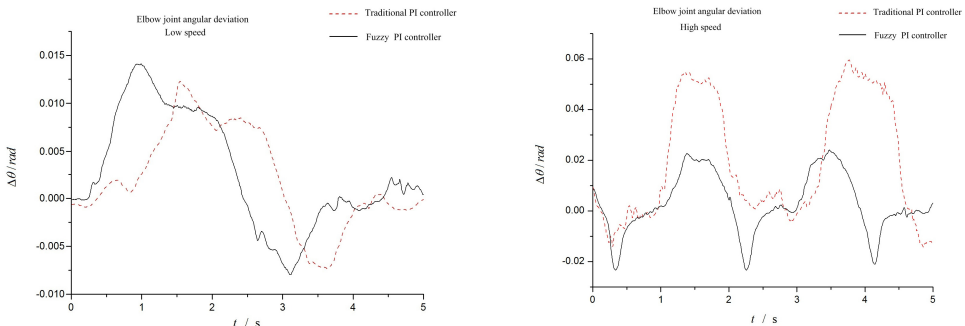 Elbow joint angular deviation
Low speed
Traditional PI controller
Fuzzy PI controller
0.015
0.010
0.005
0.000
-0.005
-0.010
Δθ/rad
0 1 2 3 4 5
t / s
Elbow joint angular deviation
High speed
Traditional PI controller
Fuzzy PI controller
0.06
0.04
0.02
0.00
-0.02
Δθ/rad
0 1 2 3 4 5
t / s